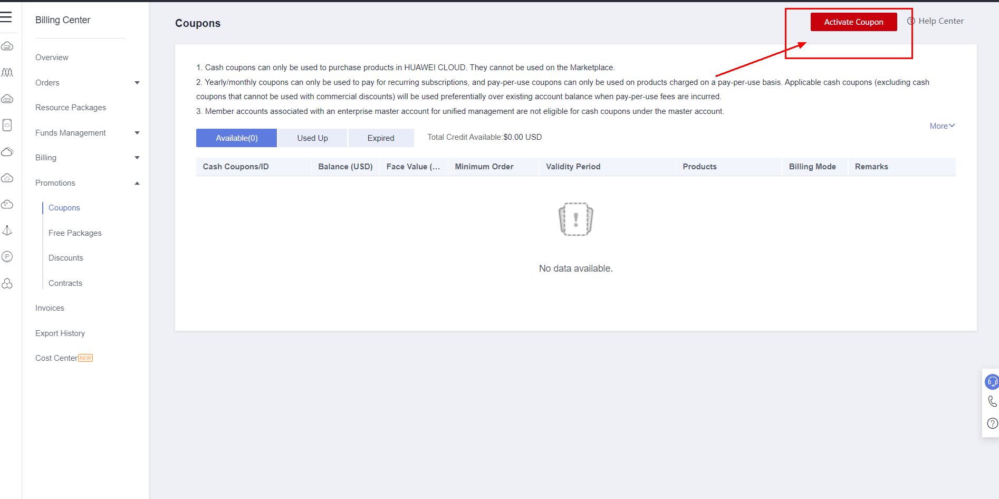 Billing Center
Overview
Orders
Resource Packages
Funds Management
Billing
Promotions
Coupons
Free Packages
Discounts
Contracts
Invoices
Export History
Cost Center NEW
Coupons
Activate Coupon
Help Center
1. Cash coupons can only be used to purchase products in HUAWEI CLOUD. They cannot be used on the Marketplace.
2. Yearly/monthly coupons can only be used to pay for recurring subscriptions, and pay-per-use coupons can only be used on products charged on a pay-per-use basis. Applicable cash coupons (excluding cash
coupons that cannot be used with commercial discounts) will be used preferentially over existing account balance when pay-per-use fees are incurred.
3. Member accounts associated with an enterprise master account for unified management are not eligible for cash coupons under the master account.
More
Available(0) Used Up Expired Total Credit Available:$0.00 USD
Cash Coupons/ID Balance (USD) Face Value (... Minimum Order Validity Period Products Billing Mode Remarks
No data available.
IP